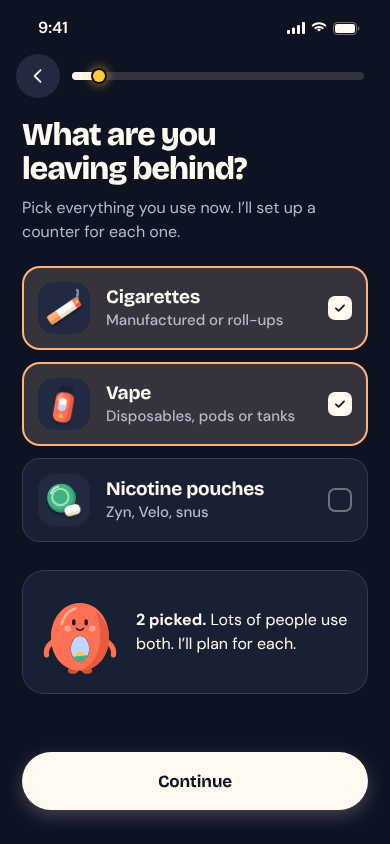 9:41
What are you
leaving behind?
Pick everything you use now. I’ll set up a
counter for each one.
Cigarettes
Manufactured or roll-ups
Vape
Disposables, pods or tanks
Nicotine pouches
Zyn, Velo, snus
2 picked. Lots of people use
both. I’ll plan for each.
Continue